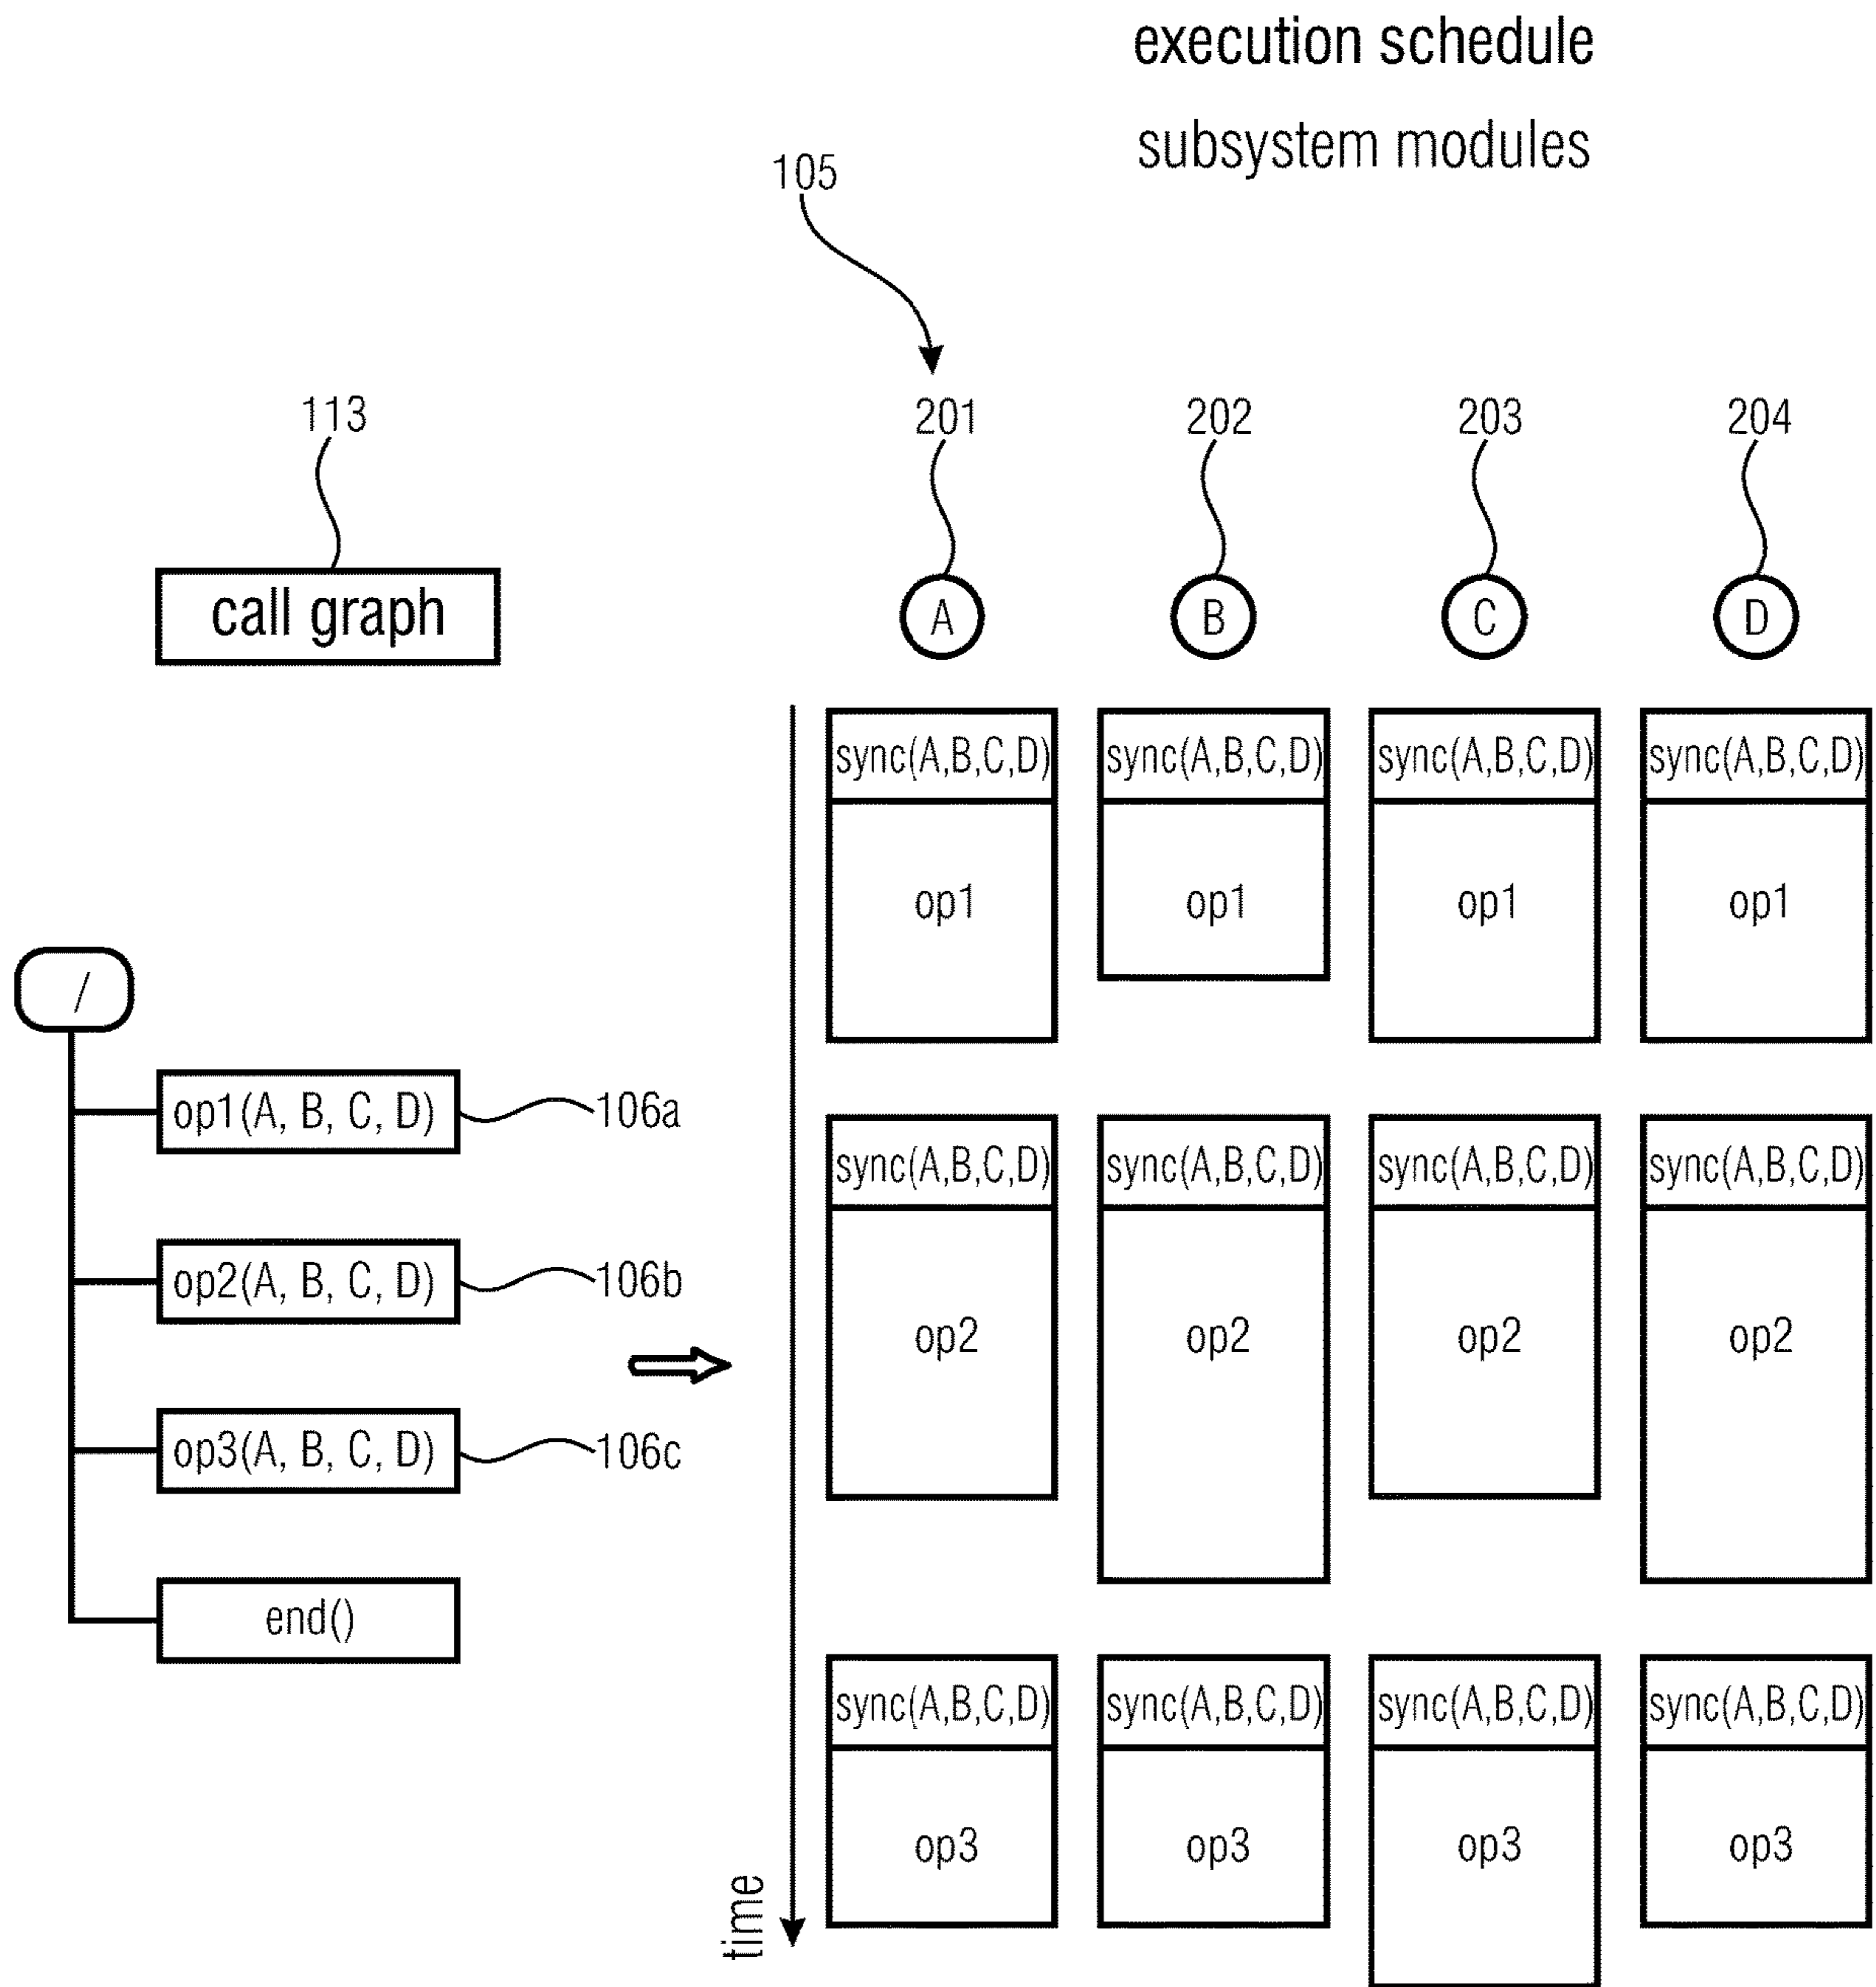 execution schedule
subsystem modules
105
113
201 202 203 204
call graph
A B C D
sync(A,B,C,D) sync(A,B,C,D) sync(A,B,C,D) sync(A,B,C,D)
op1 op1 op1 op1
/
op1(A, B, C, D) 106a
sync(A,B,C,D) sync(A,B,C,D) sync(A,B,C,D) sync(A,B,C,D)
op2(A, B, C, D) 106b
op2 op2 op2 op2
op3(A, B, C, D) 106c
end()
sync(A,B,C,D) sync(A,B,C,D) sync(A,B,C,D) sync(A,B,C,D)
op3 op3 op3 op3
time